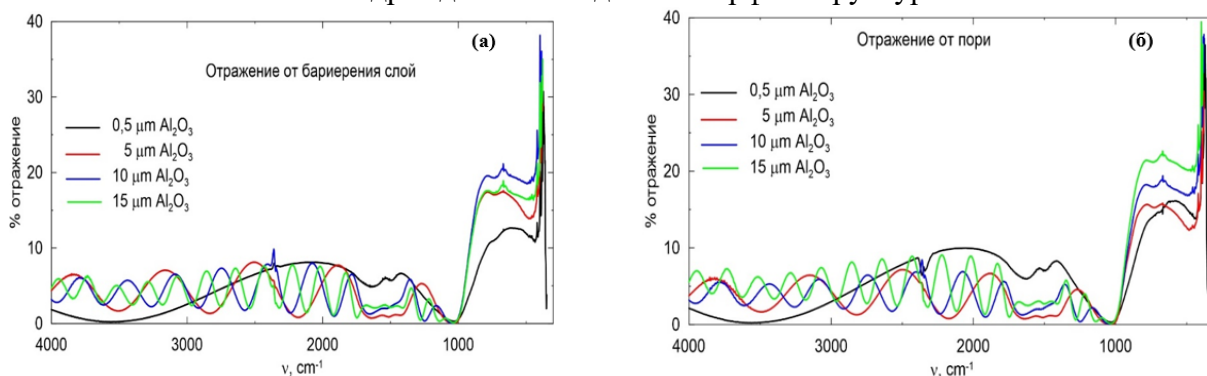 (а)
Отражение от бариерения слой
0,5 μm Al₂O₃
5 μm Al₂O₃
10 μm Al₂O₃
15 μm Al₂O₃
% отражение
40
30
20
10
0
4000 3000 2000 1000
ν, cm⁻¹
(б)
Отражение от пори
0,5 μm Al₂O₃
5 μm Al₂O₃
10 μm Al₂O₃
15 μm Al₂O₃
% отражение
40
30
20
10
0
4000 3000 2000 1000
ν, cm⁻¹